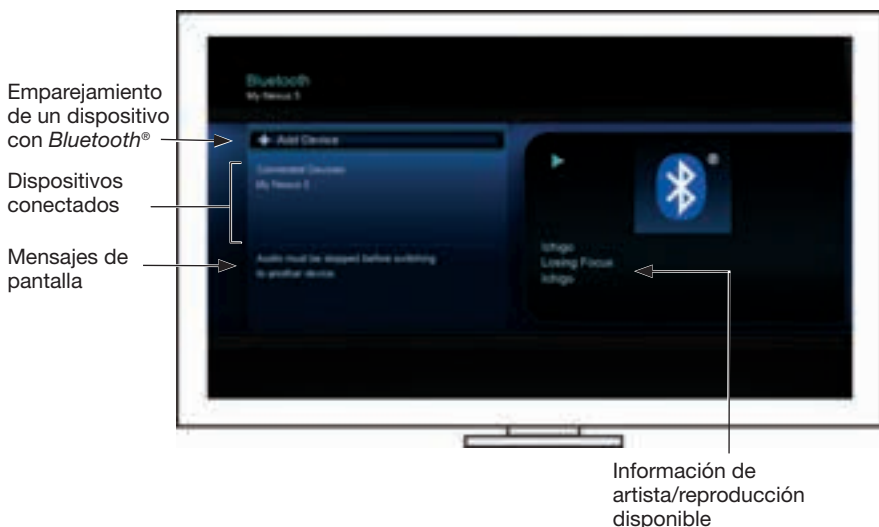 Emparejamiento
de un dispositivo
con Bluetooth®
Dispositivos
conectados
Mensajes de
pantalla
Bluetooth
My Nexus 5
Add Device
Connected Devices
My Nexus 5
Audio must be stopped before switching
to another device.
®
Ichigo
Losing Focus
Ichigo
Información de
artista/reproducción
disponible